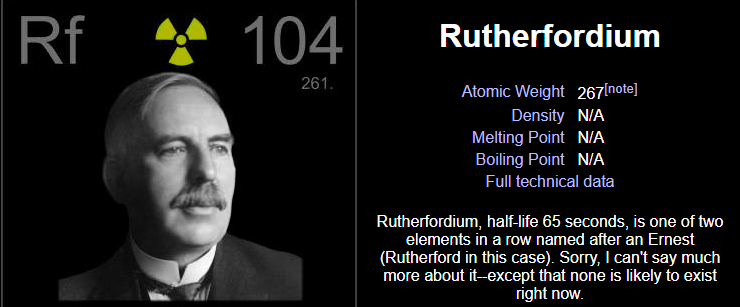 Rf 104
261.
Rutherfordium
Atomic Weight 267[note]
Density N/A
Melting Point N/A
Boiling Point N/A
Full technical data
Rutherfordium, half-life 65 seconds, is one of two
elements in a row named after an Ernest
(Rutherford in this case). Sorry, I can't say much
more about it--except that none is likely to exist
right now.